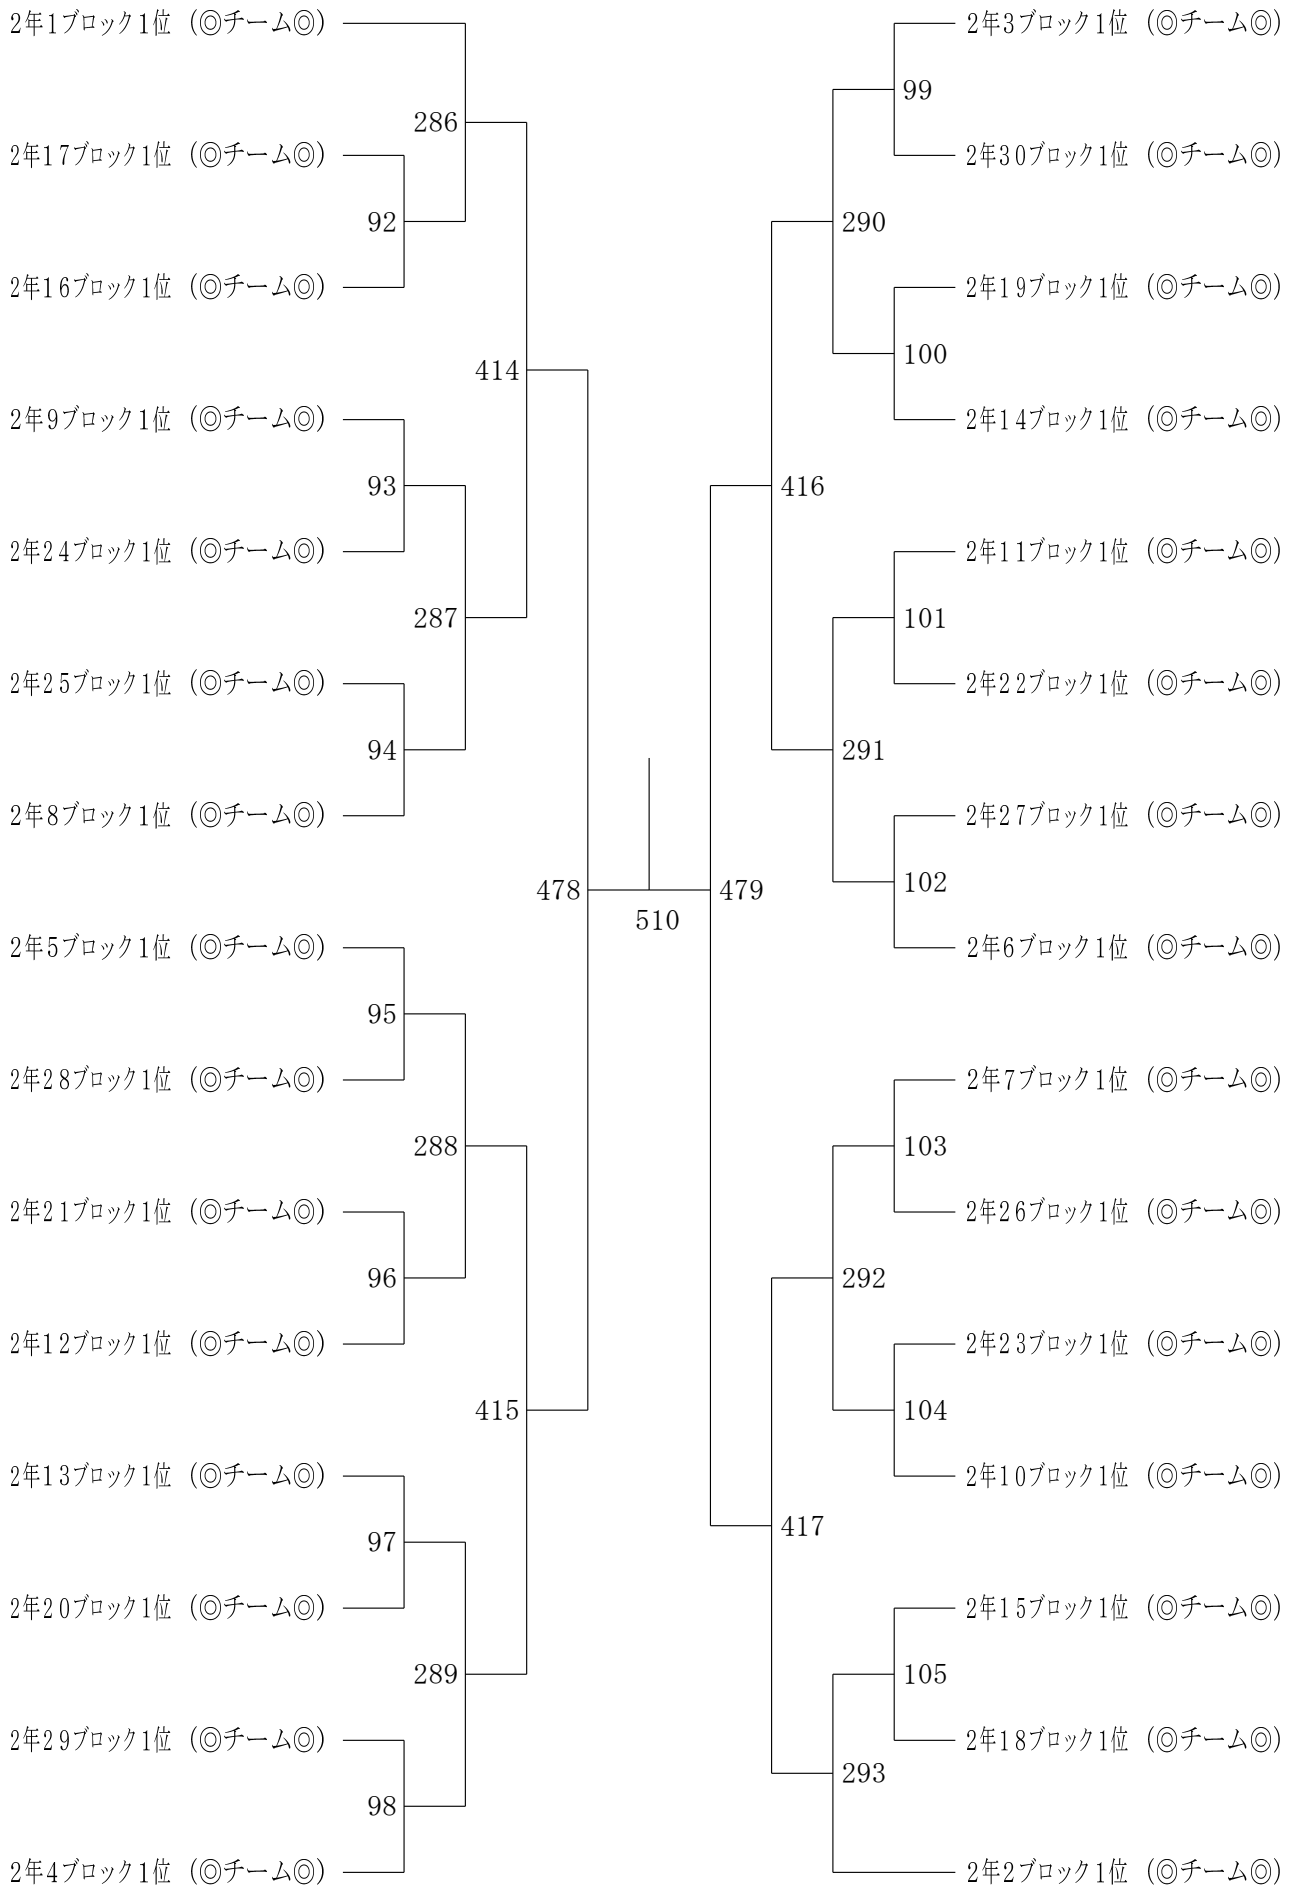 2年1ブロック1位 (◎チーム◎)
286
2年17ブロック1位 (◎チーム◎)
92
2年16ブロック1位 (◎チーム◎)
414
2年9ブロック1位 (◎チーム◎)
93
2年24ブロック1位 (◎チーム◎)
287
2年25ブロック1位 (◎チーム◎)
94
2年8ブロック1位 (◎チーム◎)
478
2年5ブロック1位 (◎チーム◎)
95
2年28ブロック1位 (◎チーム◎)
288
2年21ブロック1位 (◎チーム◎)
96
2年12ブロック1位 (◎チーム◎)
415
2年13ブロック1位 (◎チーム◎)
97
2年20ブロック1位 (◎チーム◎)
289
2年29ブロック1位 (◎チーム◎)
98
2年4ブロック1位 (◎チーム◎)
510
2年3ブロック1位 (◎チーム◎)
99
2年30ブロック1位 (◎チーム◎)
290
2年19ブロック1位 (◎チーム◎)
100
2年14ブロック1位 (◎チーム◎)
416
2年11ブロック1位 (◎チーム◎)
101
2年22ブロック1位 (◎チーム◎)
291
2年27ブロック1位 (◎チーム◎)
102
2年6ブロック1位 (◎チーム◎)
479
2年7ブロック1位 (◎チーム◎)
103
2年26ブロック1位 (◎チーム◎)
292
2年23ブロック1位 (◎チーム◎)
104
2年10ブロック1位 (◎チーム◎)
417
2年15ブロック1位 (◎チーム◎)
105
2年18ブロック1位 (◎チーム◎)
293
2年2ブロック1位 (◎チーム◎)